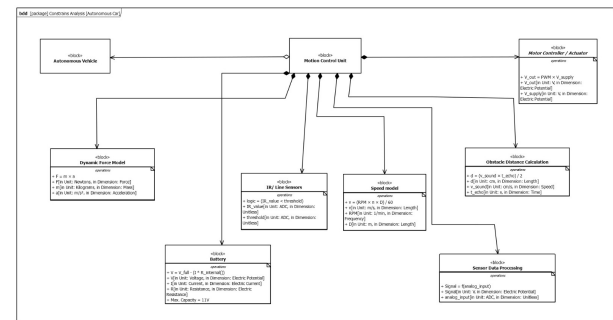 bdd [package] Constrains Analysis [Autonomous Car]
«block»
Autonomous Vehicle
«block»
Motion Control Unit
«block»
Motor Controller / Actuator
operations
+ V_out = PWM × V_supply
+ V_out[in Unit: V, in Dimension:
Electric Potential]
+ V_supply[in Unit: V, in Dimension:
Electric Potential]
«block»
Dynamic Force Model
operations
+ F = m × a
+ F[in Unit: Newtons, in Dimension: Force]
+ m[in Unit: Kilograms, in Dimension: Mass]
+ a[in Unit: m/s², in Dimension: Acceleration]
«block»
IR/ Line Sensors
operations
+ logic = (IR_value > threshold)
+ IR_value[in Unit: ADC, in Dimension:
Unitless]
+ threshold[in Unit: ADC, in Dimension:
Unitless]
«block»
Speed model
operations
+ v = (RPM × π × D) / 60
+ v[in Unit: m/s, in Dimension: Length]
+ RPM[in Unit: 1/min, in Dimension:
Frequency]
+ D[in Unit: m, in Dimension: Length]
«block»
Obstacle Distance Calculation
operations
+ d = (v_sound × t_echo) / 2
+ d[in Unit: cm, in Dimension: Length]
+ v_sound[in Unit: cm/s, in Dimension: Speed]
+ t_echo[in Unit: s, in Dimension: Time]
«block»
Battery
operations
+ V = V_full - (I * R_internal)
+ V[in Unit: Voltage, in Dimension: Electric Potential]
+ I[in Unit: Current, in Dimension: Electric Current]
+ R[in Unit: Resistance, in Dimension: Electric
Resistance]
+ Max. Capacity = 11V
«block»
Sensor Data Processing
operations
+ Signal = f(analog_input)
+ Signal[in Unit: V, in Dimension: Electric Potential]
+ analog_input[in Unit: ADC, in Dimension: Unitless]